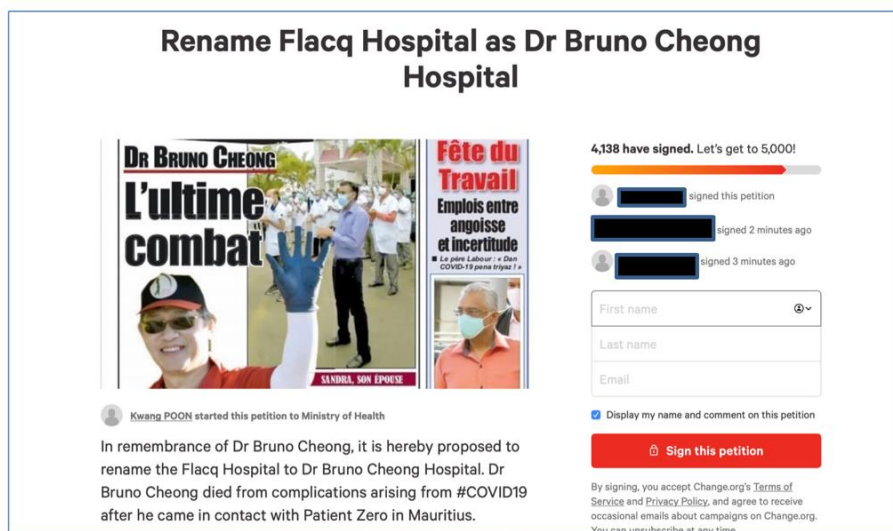 Rename Flacq Hospital as Dr Bruno Cheong
Hospital
DR BRUNO CHEONG
L'ultime
combat
Fête du
Travail
Emplois entre
angoisse
et incertitude
■ Le père Labour : « Dan
COVID-19 pena triyaz ! »
SANDRA, SON ÉPOUSE
Kwang POON started this petition to Ministry of Health
In remembrance of Dr Bruno Cheong, it is hereby proposed to
rename the Flacq Hospital to Dr Bruno Cheong Hospital. Dr
Bruno Cheong died from complications arising from #COVID19
after he came in contact with Patient Zero in Mauritius.
4,138 have signed. Let's get to 5,000!
signed this petition
signed 2 minutes ago
signed 3 minutes ago
First name
Last name
Email
Display my name and comment on this petition
Sign this petition
By signing, you accept Change.org's Terms of
Service and Privacy Policy, and agree to receive
occasional emails about campaigns on Change.org.
You can unsubscribe at any time.